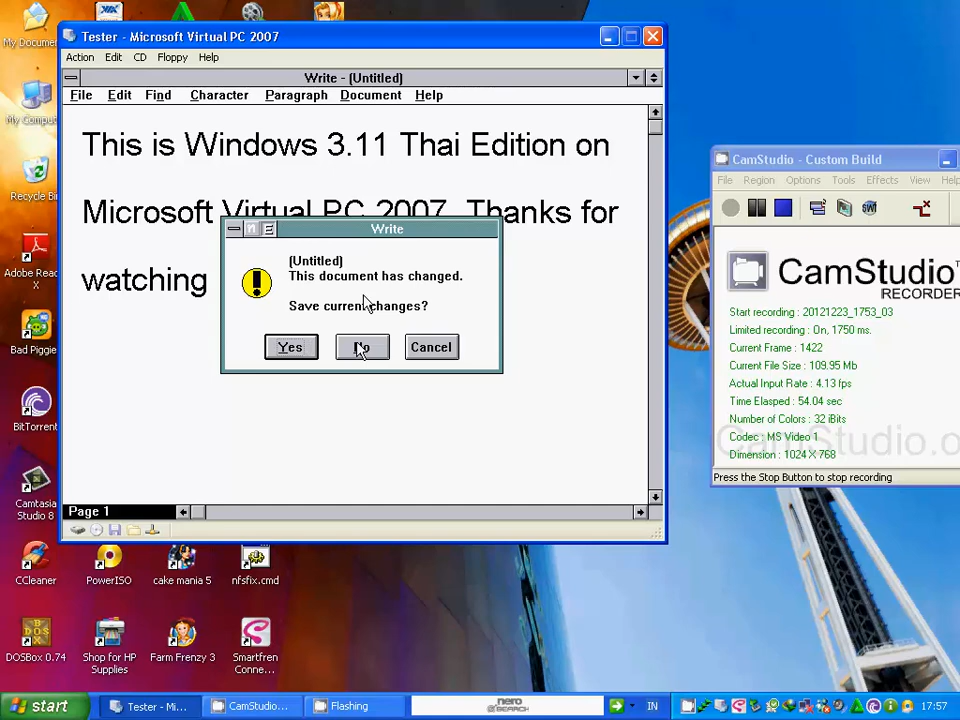 My Docume
My Compu
Recycle Bin
Adobe Read
X
Bad Piggies
BitTorrent
Camtasia
Studio 8
CCleaner
PowerISO
cake mania 5
nfsfix.cmd
DOSBox 0.74
Shop for HP
Supplies
Farm Frenzy 3
Smartfren
Conne...
Tester - Microsoft Virtual PC 2007
Action Edit CD Floppy Help
Write - (Untitled)
File Edit Find Character Paragraph Document Help
This is Windows 3.11 Thai Edition on
Microsoft Virtual PC 2007. Thanks for
watching
Write
(Untitled)
This document has changed.
Save current changes?
Yes No Cancel
Page 1
CamStudio - Custom Build
File Region Options Tools Effects View Help
CamStudio
RECORDER
Start recording : 20121223_1753_03
Limited recording : On, 1750 ms.
Current Frame : 1422
Current File Size : 109.95 Mb
Actual Input Rate : 4.13 fps
Time Elasped : 54.04 sec
Number of Colors : 32 iBits
Codec : MS Video 1
Dimension : 1024 X 768
CamStudio.o
Press the Stop Button to stop recording
start
Tester - Mi...
CamStudio...
Flashing
nero
SEARCH
IN
17:57